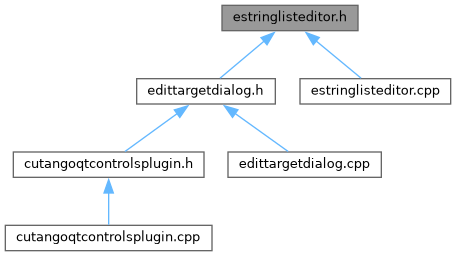 estringlisteditor.h
edittargetdialog.h
estringlisteditor.cpp
cutangoqtcontrolsplugin.h
edittargetdialog.cpp
cutangoqtcontrolsplugin.cpp